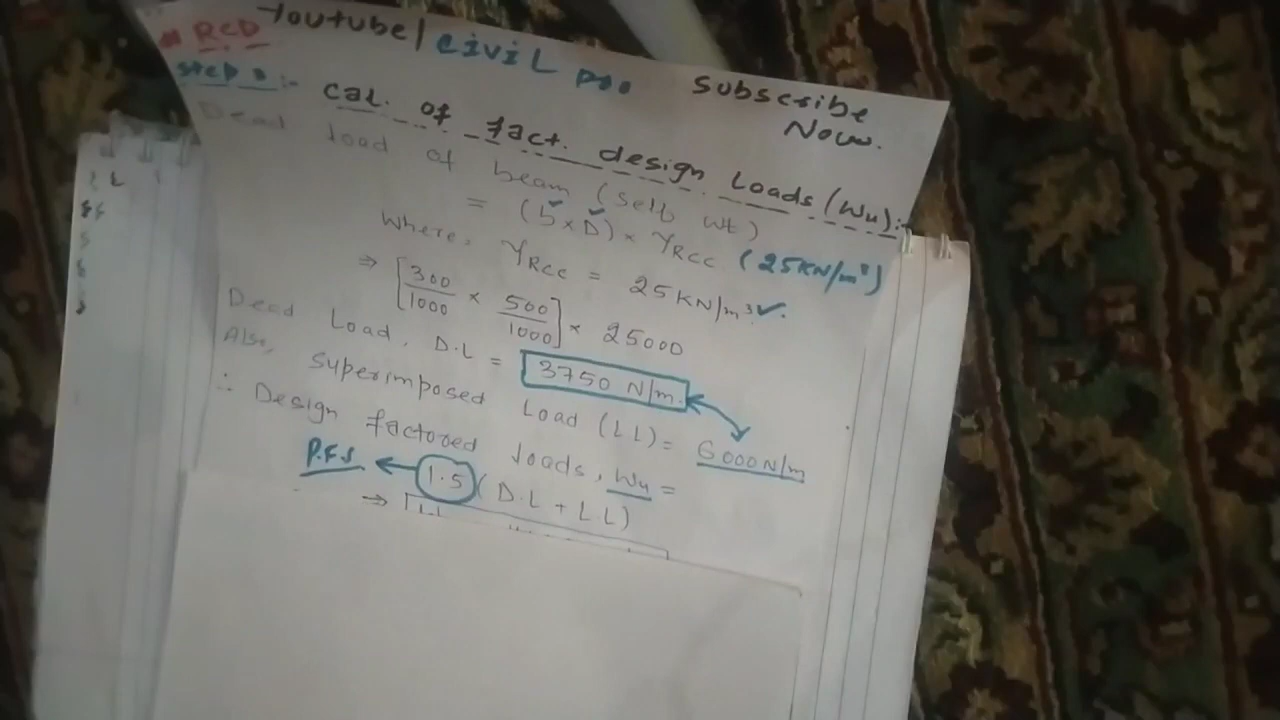 Youtube/ civiL pro. Subscribe Now.
RCD
step :-
cal. of fact. design Loads (Wu):-
Dead load of beam (self wt)
= (b × D) × γRCC (25KN/m³)
Where, γRCC = 25KN/m³ ✓
⇒ [300/1000 × 500/1000] × 25000
Dead Load, D.L = 3750 N/m.
Also, Superimposed Load (LL) = 6000N/m
∴ Design factored loads, Wu =
P.F.S ← 1.5 (D.L + LL)
⇒